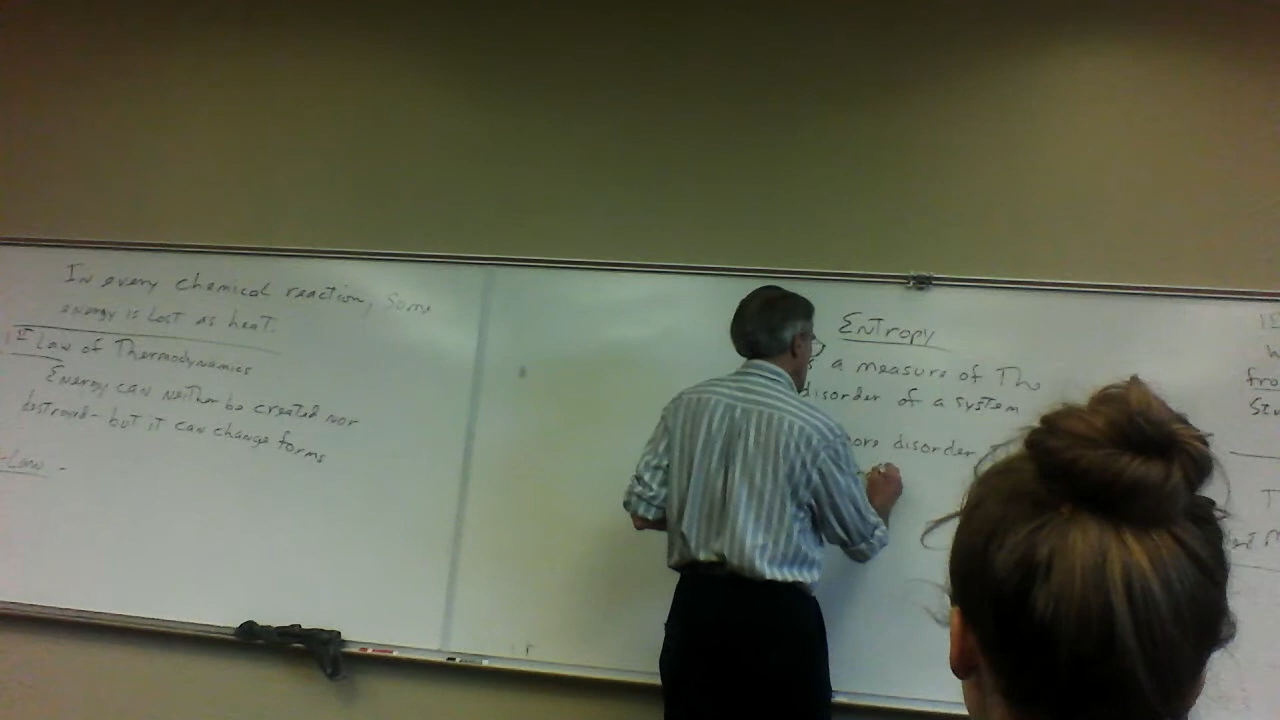 In every chemical reaction, some
energy is lost as heat.
1st Law of Thermodynamics
Energy can neither be created nor
destroyed - but it can change forms
Law -
Entropy
a measure of The
disorder of a system
disorder
fro